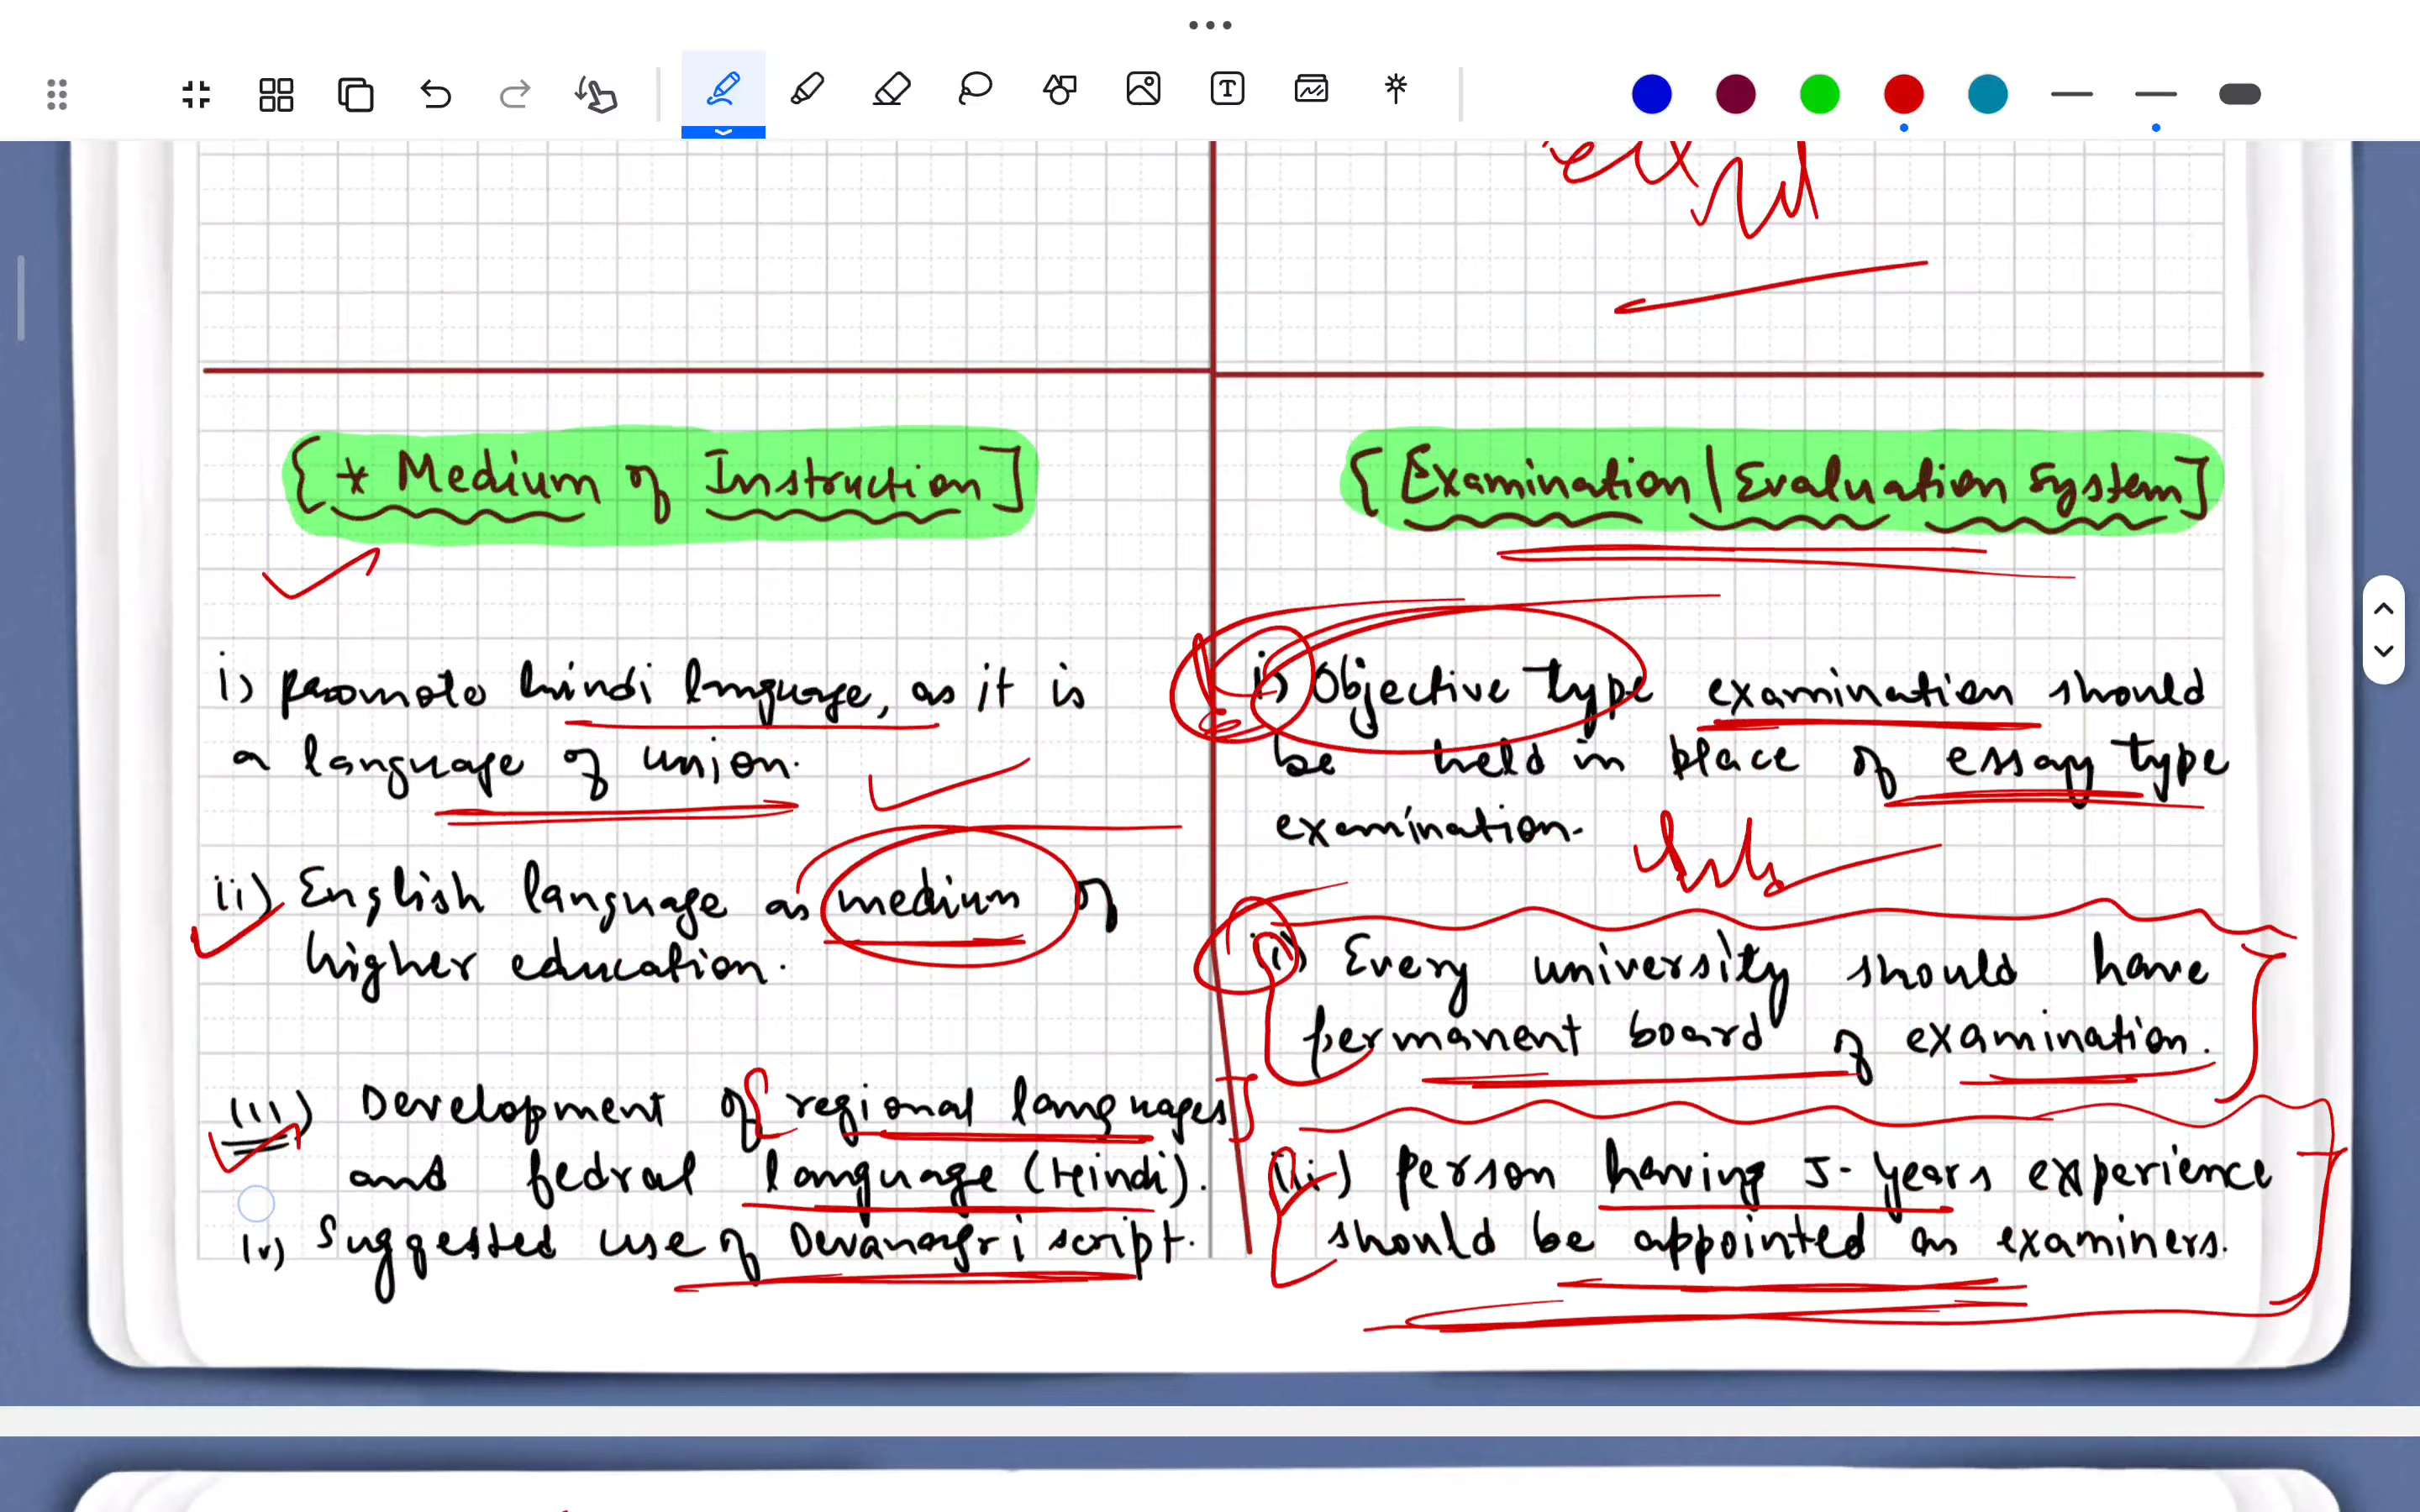 { * Medium of Instruction ]
i) promote hindi language, as it is
a language of union.
ii) English language as medium of
higher education.
iii) Development of regional languages
and fedral language (Hindi).
iv) Suggested use of Devanagri script.
{ Examination | Evaluation System ]
i) Objective type examination should
be held in place of essay type
examination.
ii) Every university should have
permanent board of examination.
iii) person having 5-years experience
should be appointed as examiners.